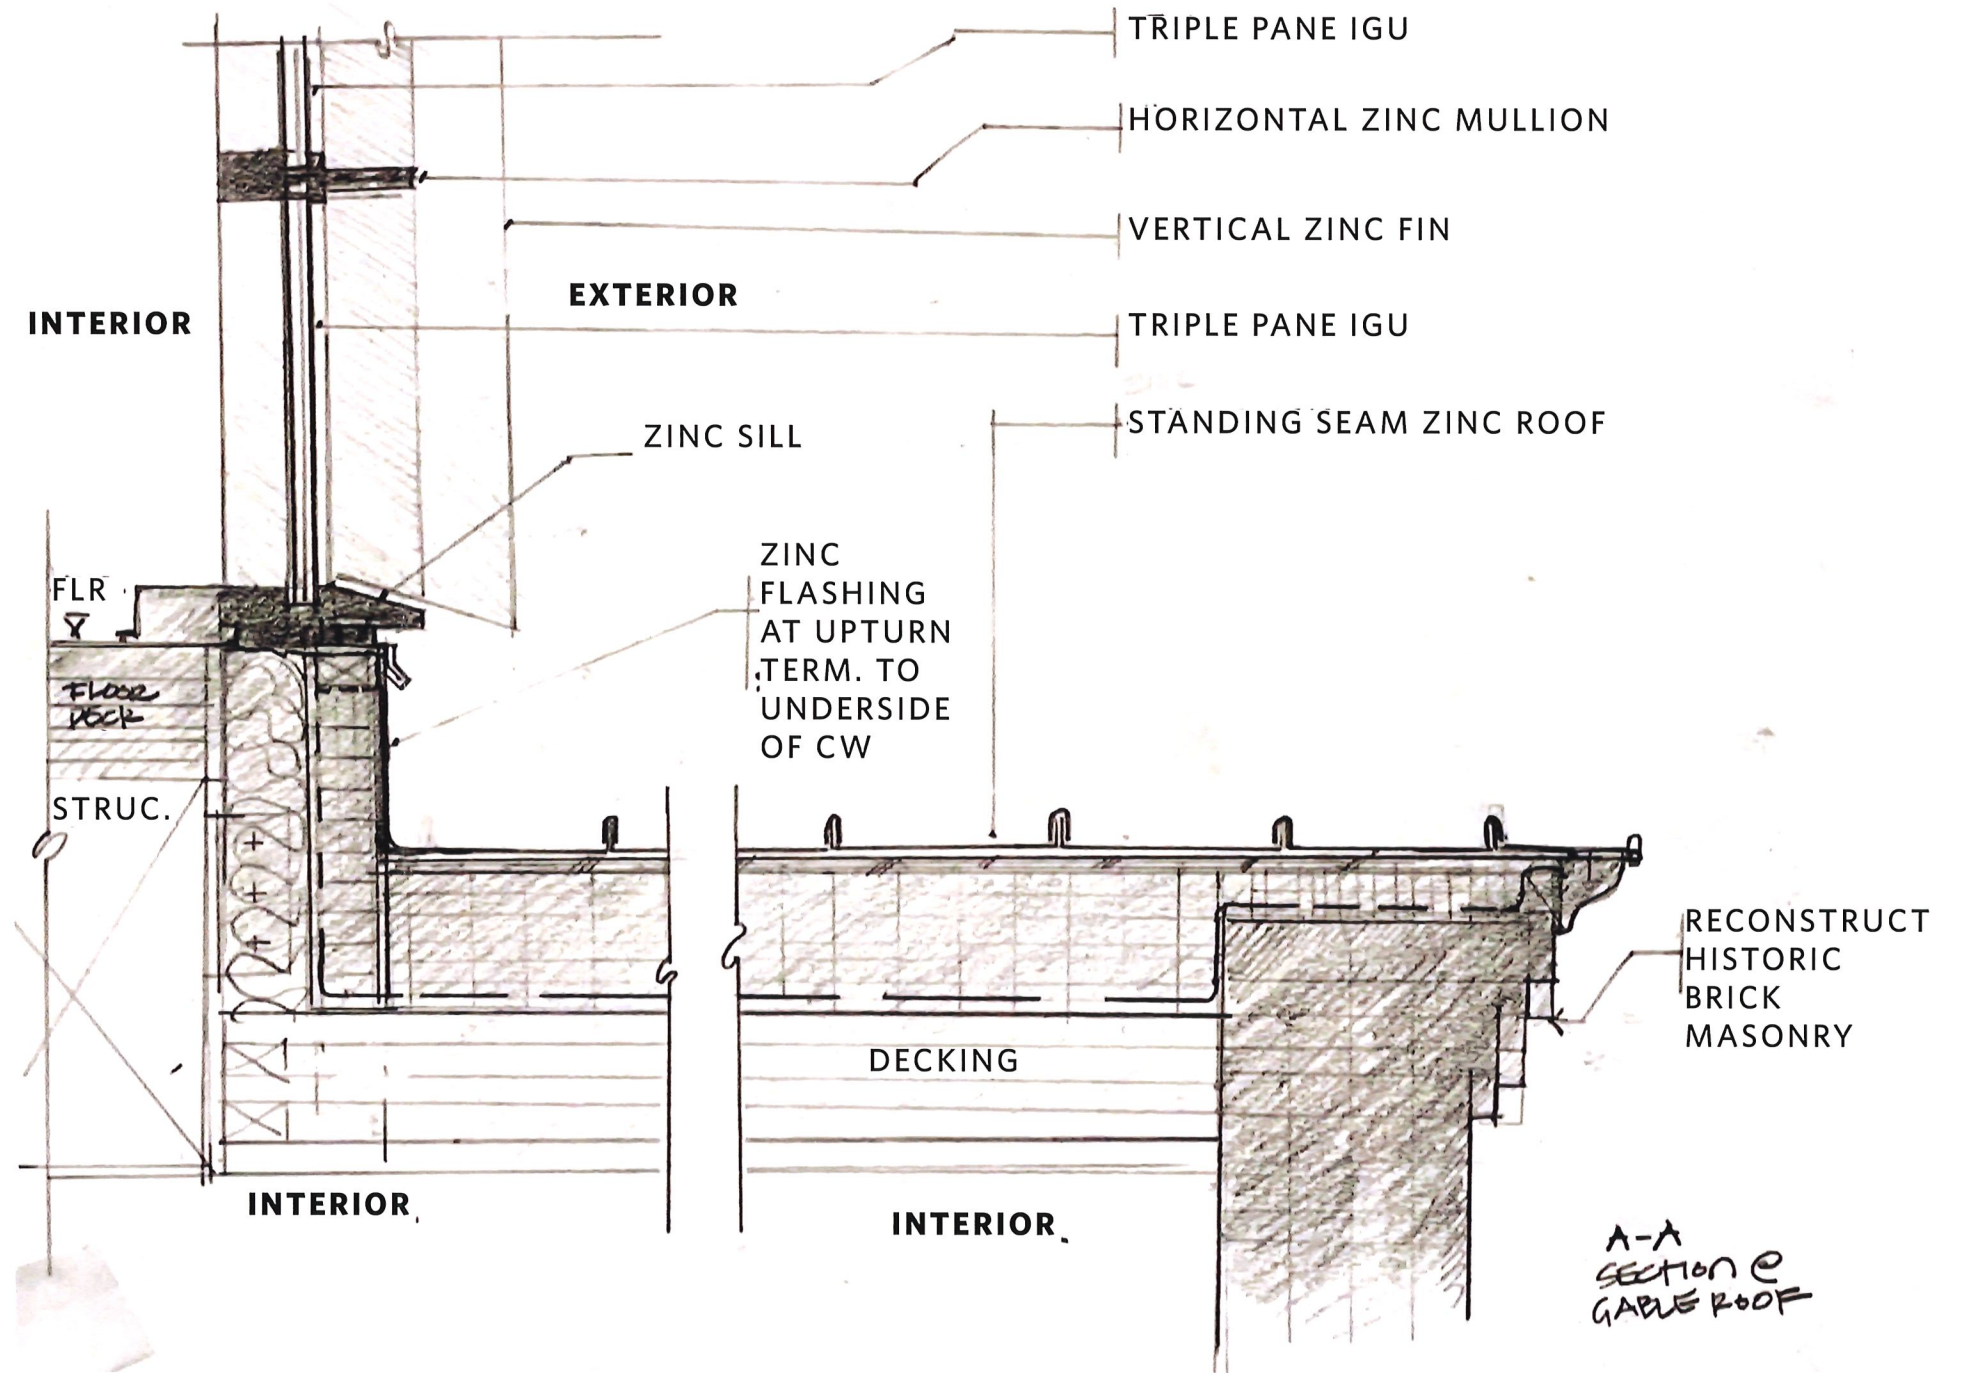 TRIPLE PANE IGU
HORIZONTAL ZINC MULLION
VERTICAL ZINC FIN
EXTERIOR
INTERIOR
TRIPLE PANE IGU
STANDING SEAM ZINC ROOF
ZINC SILL
ZINC
FLASHING
AT UPTURN
TERM. TO
UNDERSIDE
OF CW
FLR
FLOOR
DECK
STRUC.
RECONSTRUCT
HISTORIC
BRICK
MASONRY
DECKING
INTERIOR
INTERIOR
A-A
SECTION @
GABLE ROOF